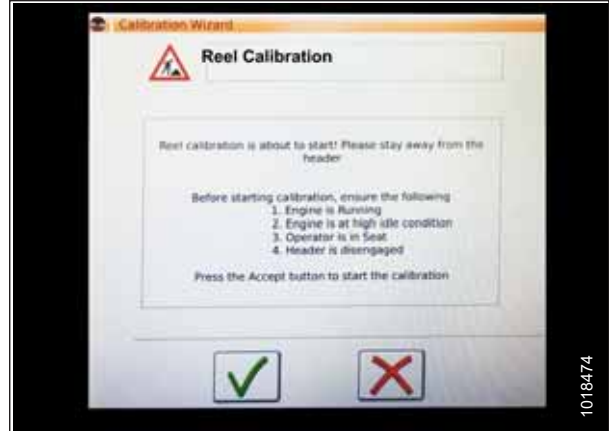 Calibration Wizard
Reel Calibration
Reel calibration is about to start! Please stay away from the
header
Before starting calibration, ensure the following
1. Engine is Running
2. Engine is at high idle condition
3. Operator is in Seat
4. Header is disengaged
Press the Accept button to start the calibration
1018474